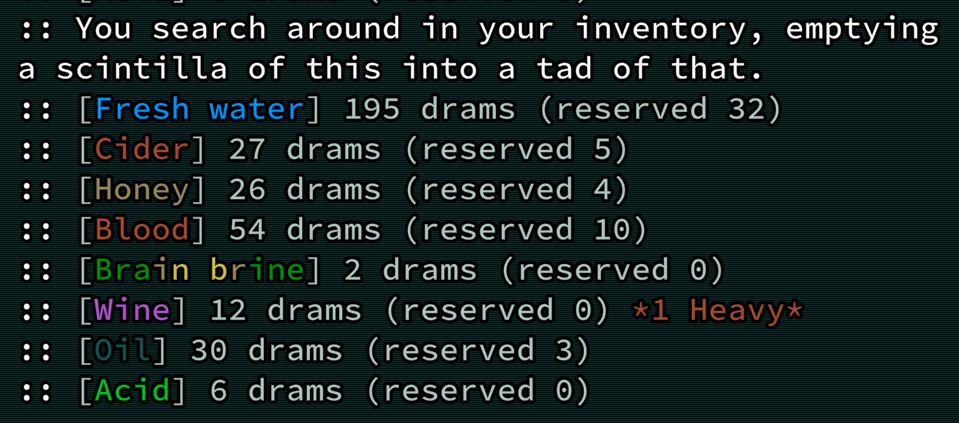 :: You search around in your inventory, emptying
a scintilla of this into a tad of that.
:: [Fresh water] 195 drams (reserved 32)
:: [Cider] 27 drams (reserved 5)
:: [Honey] 26 drams (reserved 4)
:: [Blood] 54 drams (reserved 10)
:: [Brain brine] 2 drams (reserved 0)
:: [Wine] 12 drams (reserved 0) *1 Heavy*
:: [Oil] 30 drams (reserved 3)
:: [Acid] 6 drams (reserved 0)